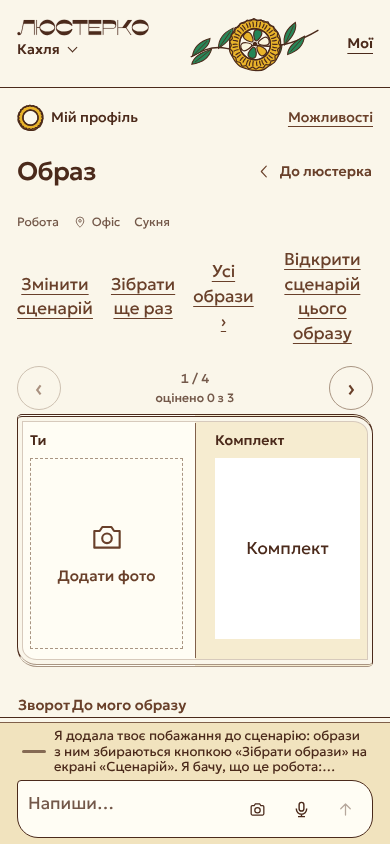 ЛЮСТЕРКО
Кахля
Мої
Мій профіль
Можливості
Образ
До люстерка
Робота Офіс Сукня
Змінити
сценарій
Зібрати
ще раз
Усі
образи
›
Відкрити
сценарій
цього
образу
‹
1 / 4
оцінено 0 з 3
›
Ти
Комплект
Додати фото
Комплект
Зворот До мого образу
Я додала твоє побажання до сценарію: образи
з ним збираються кнопкою «Зібрати образи» на
екрані «Сценарій». Я бачу, що це робота:…
Напиши…